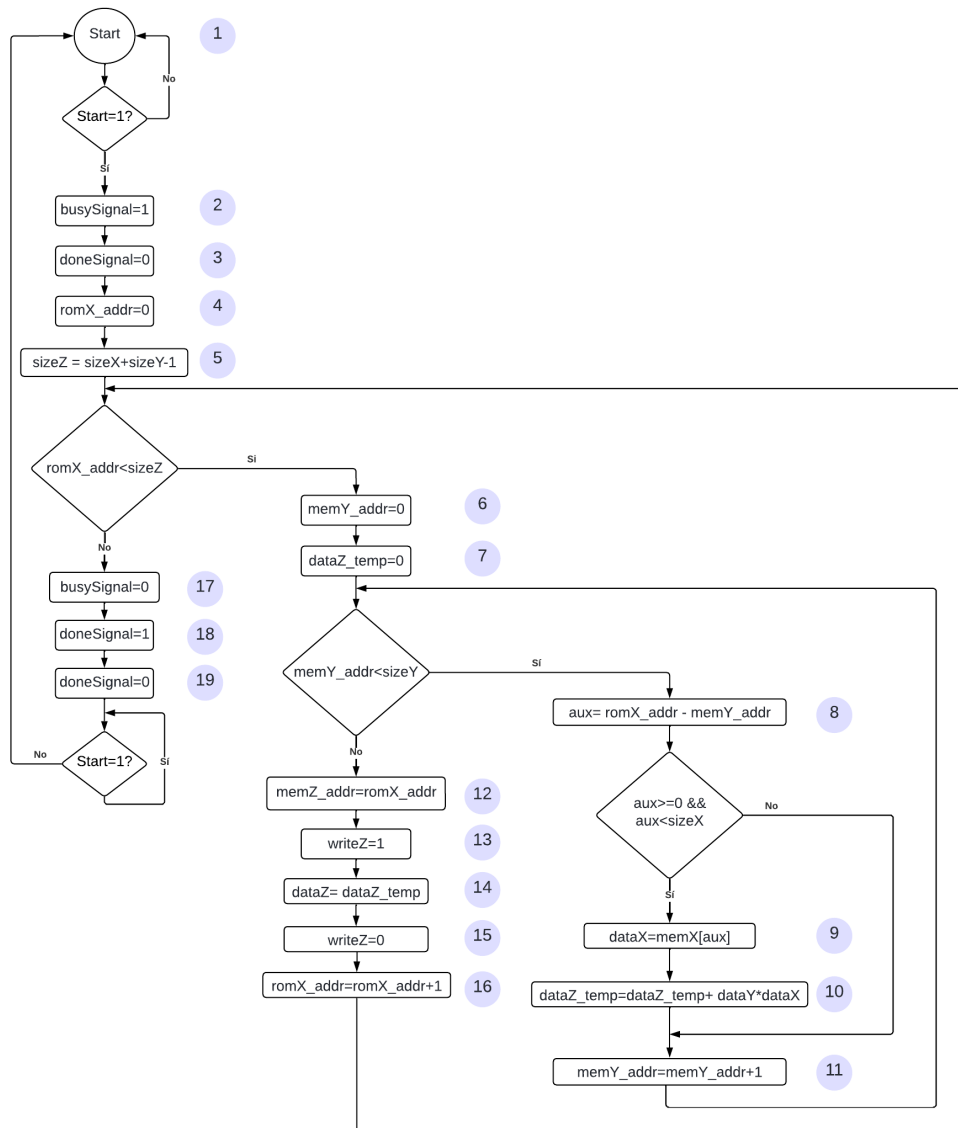 Start
1
No
Start=1?
Sí
busySignal=1
2
doneSignal=0
3
romX_addr=0
4
sizeZ = sizeX+sizeY-1
5
romX_addr<sizeZ
Si
No
memY_addr=0
6
dataZ_temp=0
7
busySignal=0
17
doneSignal=1
18
doneSignal=0
19
No
Start=1?
Sí
memY_addr<sizeY
Sí
No
aux= romX_addr - memY_addr
8
aux>=0 &&
aux<sizeX
No
Sí
memZ_addr=romX_addr
12
writeZ=1
13
dataZ= dataZ_temp
14
writeZ=0
15
romX_addr=romX_addr+1
16
dataX=memX[aux]
9
dataZ_temp=dataZ_temp+ dataY*dataX
10
memY_addr=memY_addr+1
11